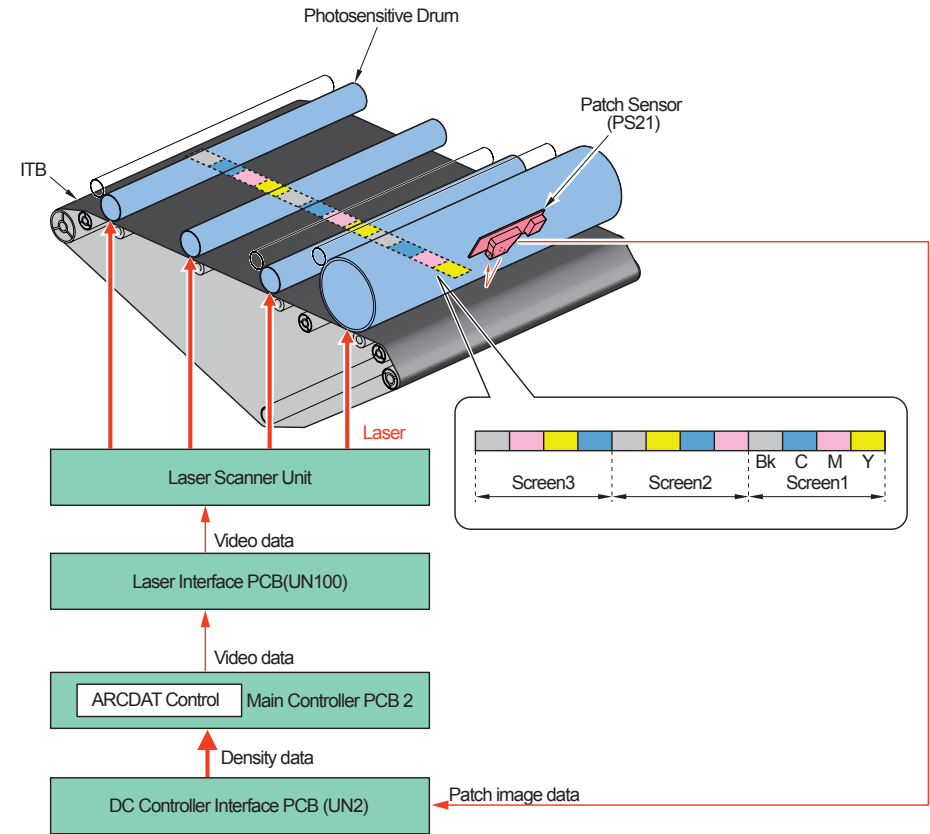 Photosensitive Drum
Patch Sensor
(PS21)
ITB
Laser
Bk C M Y
Screen3 Screen2 Screen1
Laser Scanner Unit
Video data
Laser Interface PCB(UN100)
Video data
ARCDAT Control Main Controller PCB 2
Density data
DC Controller Interface PCB (UN2)
Patch image data